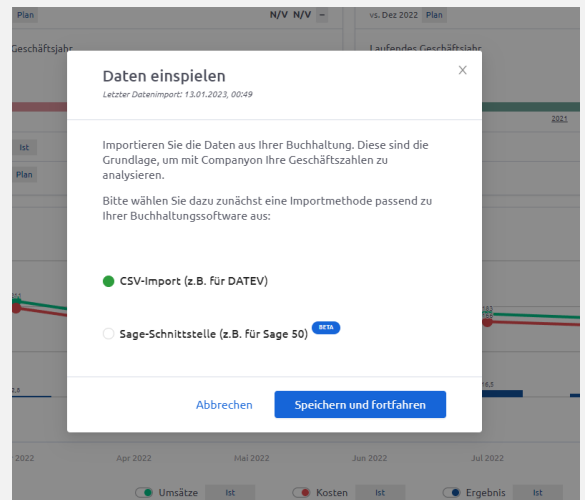 Plan
N/V N/V –
vs. Dez 2022 Plan
Geschäftsjahr
Laufendes Geschäftsjahr
2021
Ist
Plan
Daten einspielen
X
Letzter Datenimport: 13.01.2023, 00:49
Importieren Sie die Daten aus Ihrer Buchhaltung. Diese sind die
Grundlage, um mit Companyon Ihre Geschäftszahlen zu
analysieren.
Bitte wählen Sie dazu zunächst eine Importmethode passend zu
Ihrer Buchhaltungssoftware aus:
CSV-Import (z.B. für DATEV)
Sage-Schnittstelle (z.B. für Sage 50) BETA
Abbrechen
Speichern und fortfahren
2022
Apr 2022
Mai 2022
Jun 2022
Jul 2022
Umsätze Ist
Kosten Ist
Ergebnis Ist